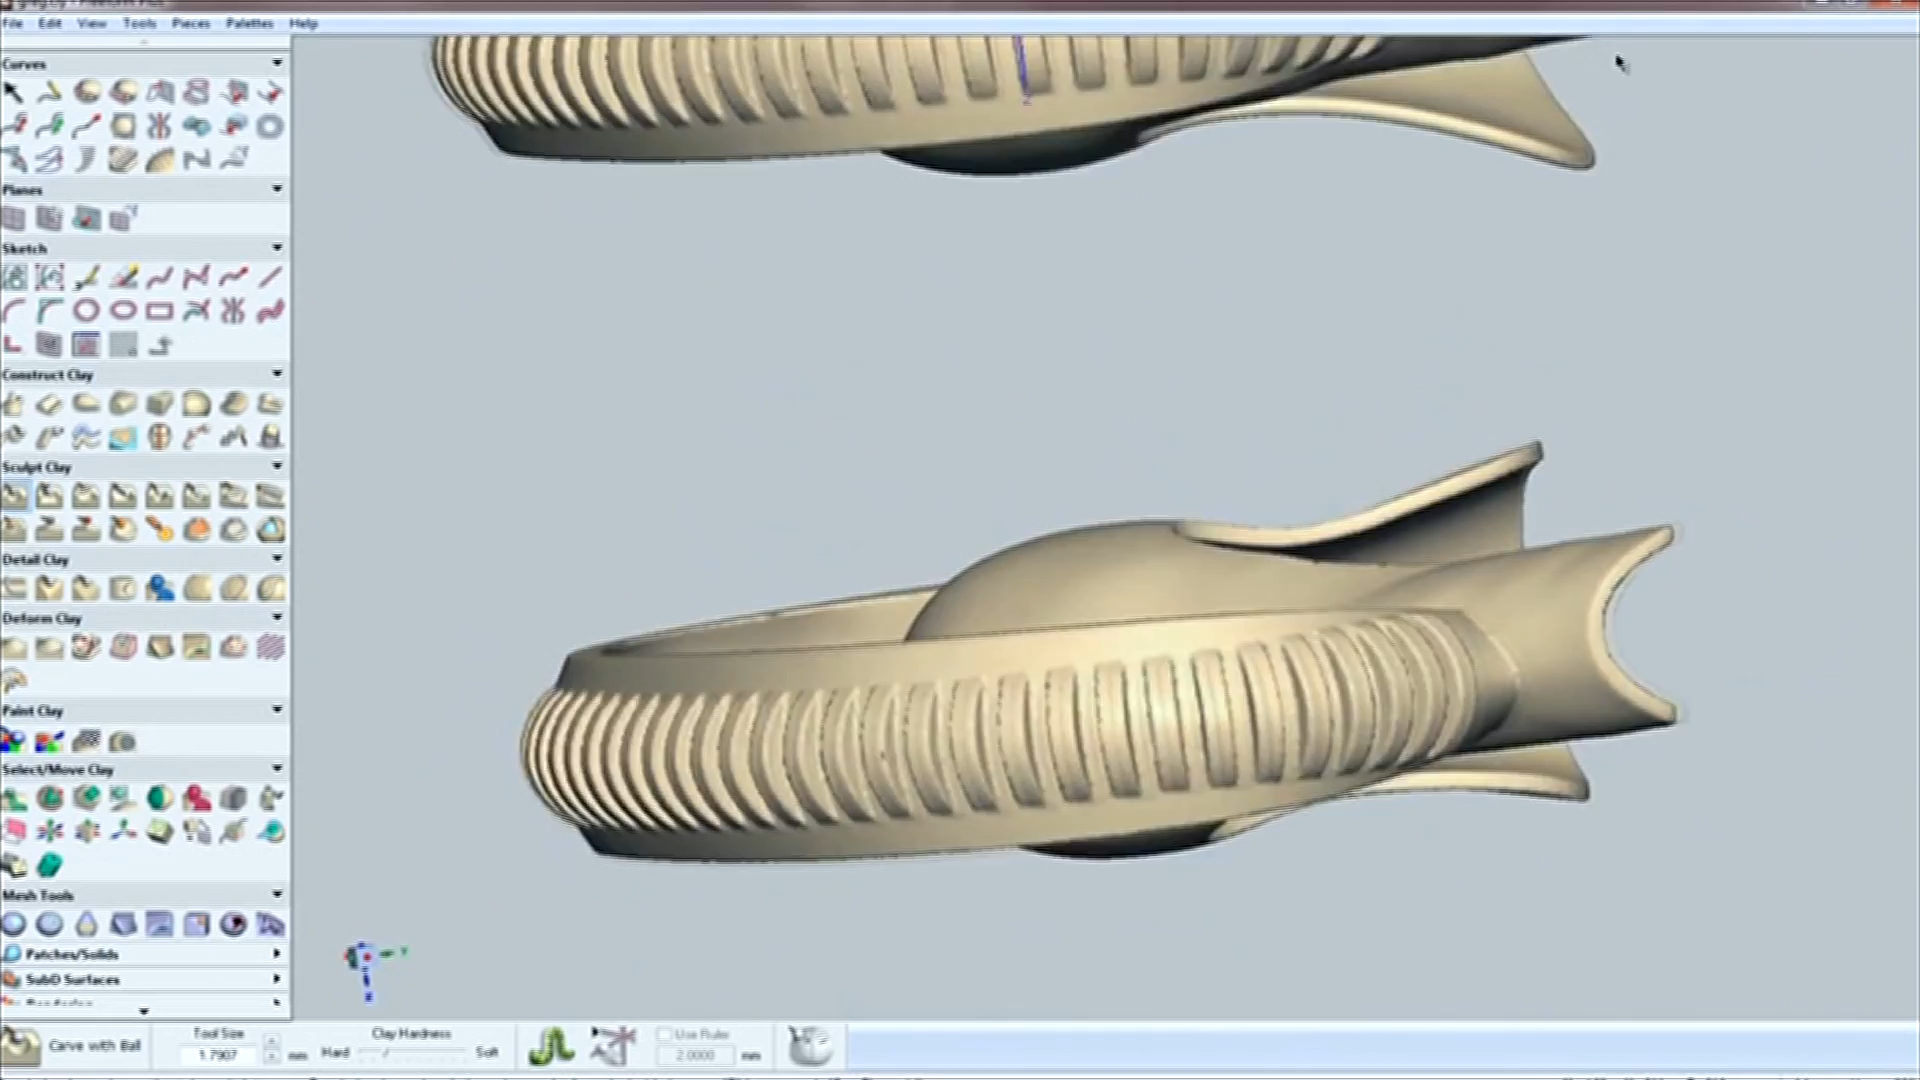 File Edit View Tools Pieces Palettes Help
Curves
Planes
Sketch
Construct Clay
Sculpt Clay
Detail Clay
Deform Clay
Paint Clay
Select/Move Clay
Mesh Tools
Patches/Solids
SubD Surfaces
Carve with Ball
Tool Size
1.7907 mm
Clay Hardness
Hard Soft
Use Ruler
2.0000 mm